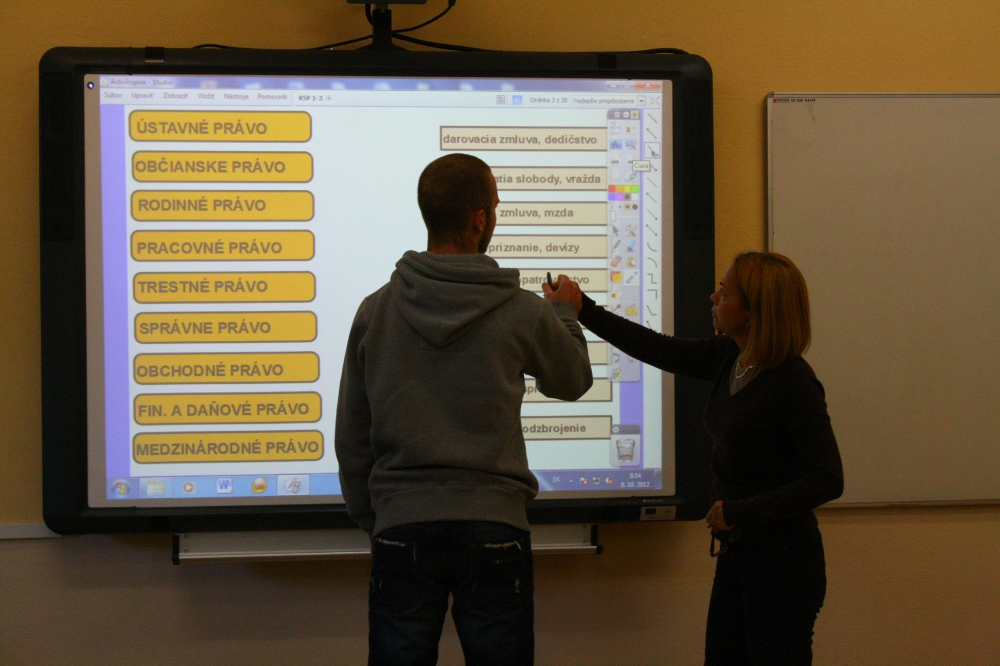 ActivInspire - Studio
Súbor Upraviť Zobraziť Vložiť Nástroje Pomocník KSP 1-3 Stránka 2 z 38 Najlepšie prispôsobenie
ÚSTAVNÉ PRÁVO
OBČIANSKE PRÁVO
RODINNÉ PRÁVO
PRACOVNÉ PRÁVO
TRESTNÉ PRÁVO
SPRÁVNE PRÁVO
OBCHODNÉ PRÁVO
FIN. A DAŇOVÉ PRÁVO
MEDZINÁRODNÉ PRÁVO
darovacia zmluva, dedičstvo
slobody, vražda
zmluva, mzda
priznanie, devízy
odzbrojenie
Čiara
SK
8:54
8. 10. 2012
ActivBoard